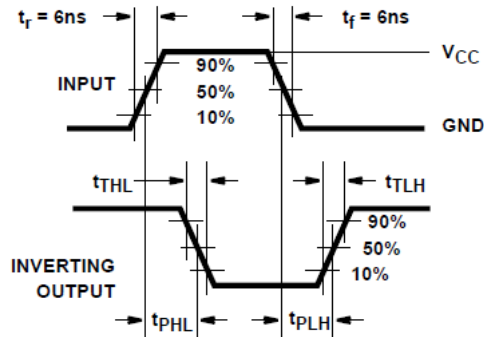 tr = 6ns
tf = 6ns
VCC
INPUT
90%
50%
10%
GND
tTHL
tTLH
90%
50%
10%
INVERTING
OUTPUT
tPHL
tPLH